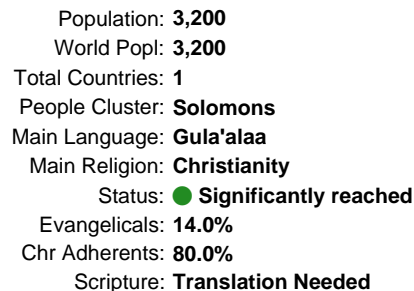 Population: 3,200
World Popl: 3,200
Total Countries: 1
People Cluster: Solomons
Main Language: Gula'alaa
Main Religion: Christianity
Status: Significantly reached
Evangelicals: 14.0%
Chr Adherents: 80.0%
Scripture: Translation Needed